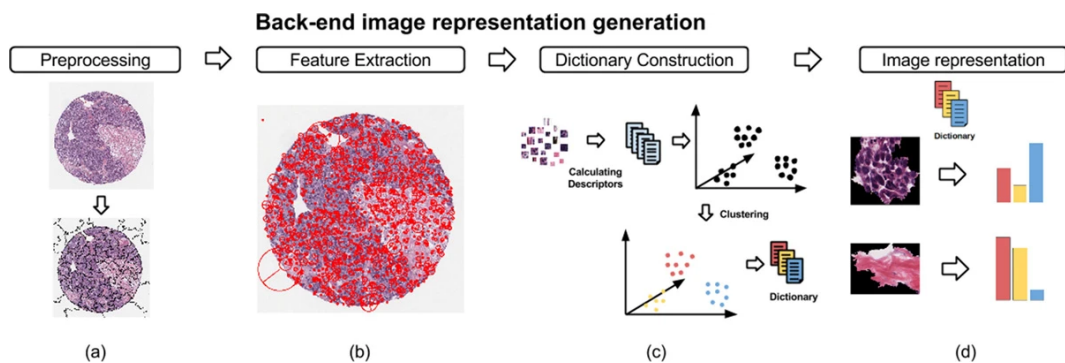 Back-end image representation generation
Preprocessing
Feature Extraction
Dictionary Construction
Image representation
Dictionary
Calculating
Descriptors
Clustering
Dictionary
(a)
(b)
(c)
(d)